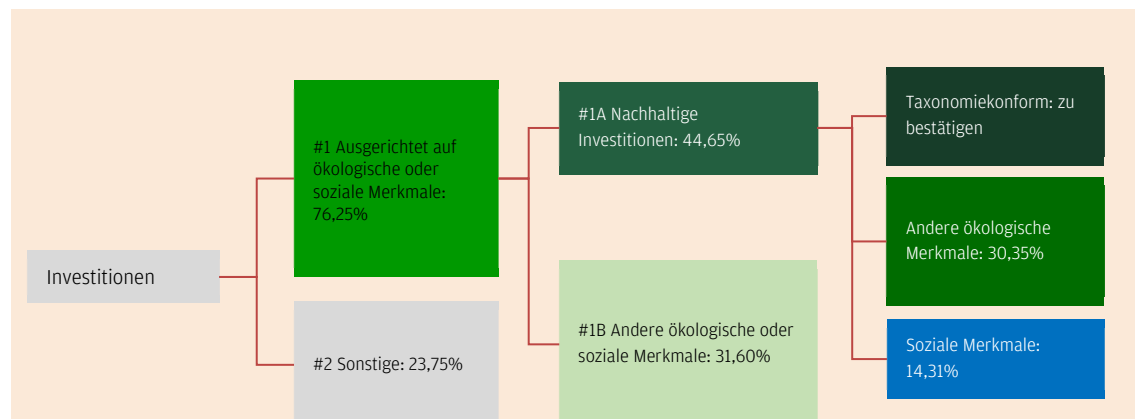 Investitionen
#1 Ausgerichtet auf
ökologische oder
soziale Merkmale:
76,25%
#2 Sonstige: 23,75%
#1A Nachhaltige
Investitionen: 44,65%
#1B Andere ökologische oder
soziale Merkmale: 31,60%
Taxonomiekonform: zu
bestätigen
Andere ökologische
Merkmale: 30,35%
Soziale Merkmale:
14,31%